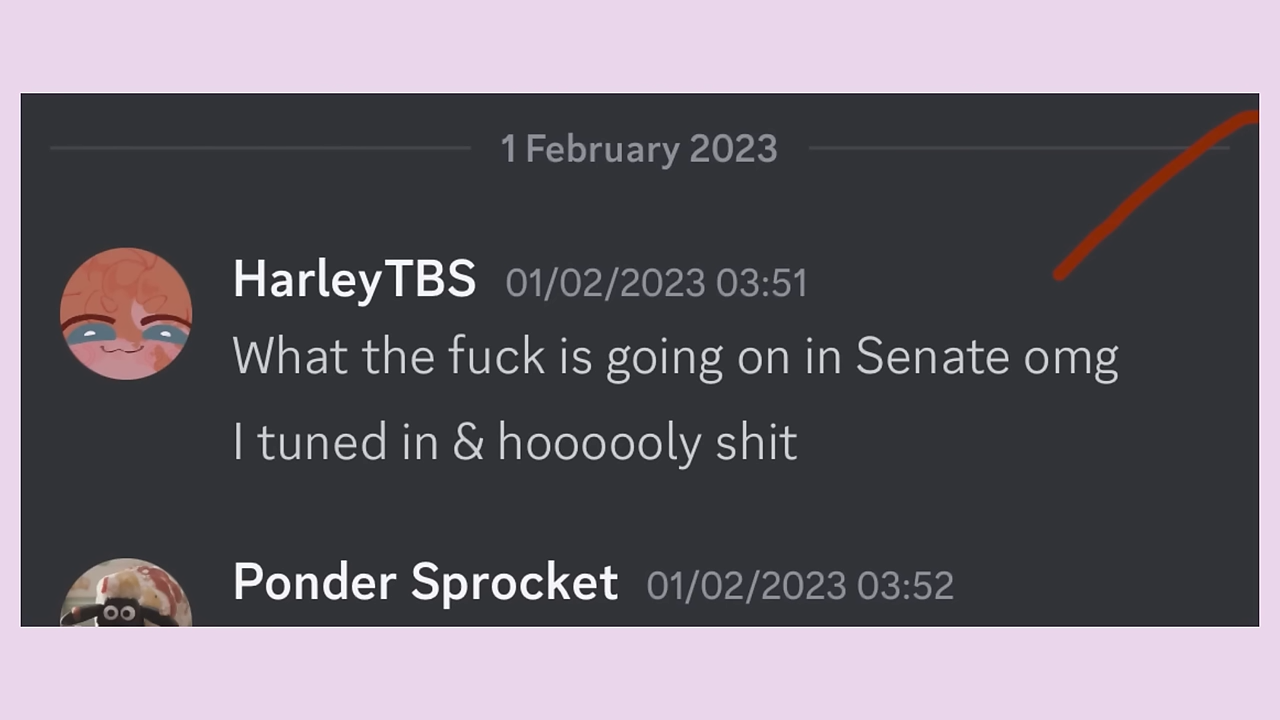 1 February 2023
HarleyTBS 01/02/2023 03:51
What the fuck is going on in Senate omg
I tuned in & hoooooly shit
Ponder Sprocket 01/02/2023 03:52